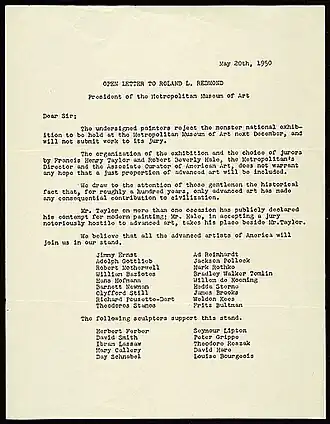 May 20th, 1950
OPEN LETTER TO ROLAND L. REDMOND
President of the Metropolitan Museum of Art
Dear Sir;
The undersigned painters reject the monster national exhibi-
tion to be held at the Metropolitan Museum of Art next December, and
will not submit work to its jury.
The organization of the exhibition and the choice of jurors
by Francis Henry Taylor and Robert Beverly Hale, the Metropolitan's
Director and the Associate Curator of American Art, does not warrant
any hope that a just proportion of advanced art will be included.
We draw to the attention of those gentlemen the historical
fact that, for roughly a hundred years, only advanced art has made
any consequential contribution to civilization.
Mr. Taylor on more than one occasion has publicly declared
his contempt for modern painting; Mr. Hale, in accepting a jury
notoriously hostile to advanced art, takes his place beside Mr.Taylor.
We believe that all the advanced artists of America will
join us in our stand.
Jimmy Ernst Ad Reinhardt
Adolph Gottlieb Jackson Pollock
Robert Motherwell Mark Rothko
William Baziotes Bradley Walker Tomlin
Hans Hofmann Willem de Kooning
Barnett Newman Hedda Sterne
Clyfford Still James Brooks
Richard Pousette-Dart Weldon Kees
Theodoros Stamos Fritz Bultman
The following sculptors support this stand.
Herbert Ferber Seymour Lipton
David Smith Peter Grippe
Ibram Lassaw Theodore Roszak
Mary Callery David Hare
Day Schnabel Louise Bourgeois